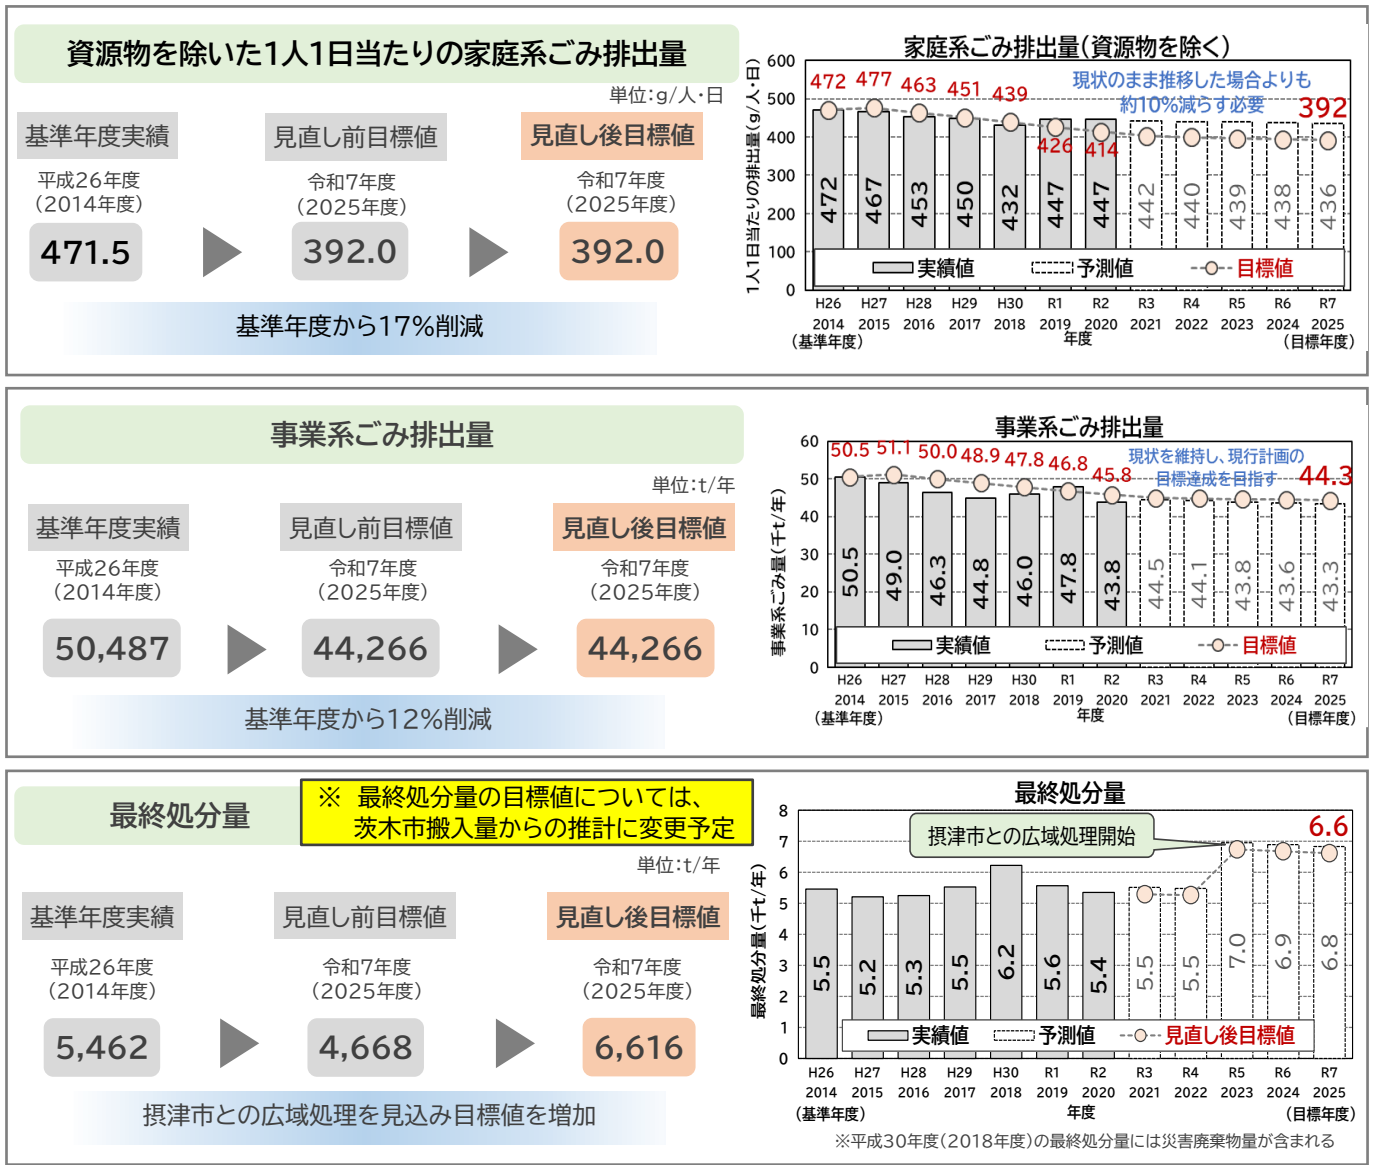 資源物を除いた1人1日当たりの家庭系ごみ排出量
単位：g/人・日
基準年度実績
見直し前目標値
見直し後目標値
平成26年度
（2014年度）
令和7年度
（2025年度）
令和7年度
（2025年度）
471.5
392.0
392.0
基準年度から17%削減
家庭系ごみ排出量（資源物を除く）
現状のまま推移した場合よりも
約10%減らす必要
1人1日当たりの排出量（g/人・日）
600
500
400
300
200
100
0
472 477 463 451 439 426 414 392
472 467 453 450 432 447 447 442 440 439 438 436
実績値 予測値 目標値
H26 H27 H28 H29 H30 R1 R2 R3 R4 R5 R6 R7
2014 2015 2016 2017 2018 2019 2020 2021 2022 2023 2024 2025
（基準年度） 年度 （目標年度）
事業系ごみ排出量
単位：t/年
基準年度実績
見直し前目標値
見直し後目標値
平成26年度
（2014年度）
令和7年度
（2025年度）
令和7年度
（2025年度）
50,487
44,266
44,266
基準年度から12%削減
事業系ごみ排出量
現状を維持し、現行計画の
目標達成を目指す
事業系ごみ量（千t/年）
60
50
40
30
20
10
0
50.5 51.1 50.0 48.9 47.8 46.8 45.8 44.3
50.5 49.0 46.3 44.8 46.0 47.8 43.8 44.5 44.1 43.8 43.6 43.3
実績値 予測値 目標値
H26 H27 H28 H29 H30 R1 R2 R3 R4 R5 R6 R7
2014 2015 2016 2017 2018 2019 2020 2021 2022 2023 2024 2025
（基準年度） 年度 （目標年度）
最終処分量
※ 最終処分量の目標値については、
茨木市搬入量からの推計に変更予定
単位：t/年
基準年度実績
見直し前目標値
見直し後目標値
平成26年度
（2014年度）
令和7年度
（2025年度）
令和7年度
（2025年度）
5,462
4,668
6,616
摂津市との広域処理を見込み目標値を増加
最終処分量
摂津市との広域処理開始
最終処分量（千t/年）
8
7
6
5
4
3
2
1
0
6.6
5.5 5.2 5.3 5.5 6.2 5.6 5.4 5.5 5.5 7.0 6.9 6.8
実績値 予測値 見直し後目標値
H26 H27 H28 H29 H30 R1 R2 R3 R4 R5 R6 R7
2014 2015 2016 2017 2018 2019 2020 2021 2022 2023 2024 2025
（基準年度） 年度 （目標年度）
※平成30年度（2018年度）の最終処分量には災害廃棄物量が含まれる